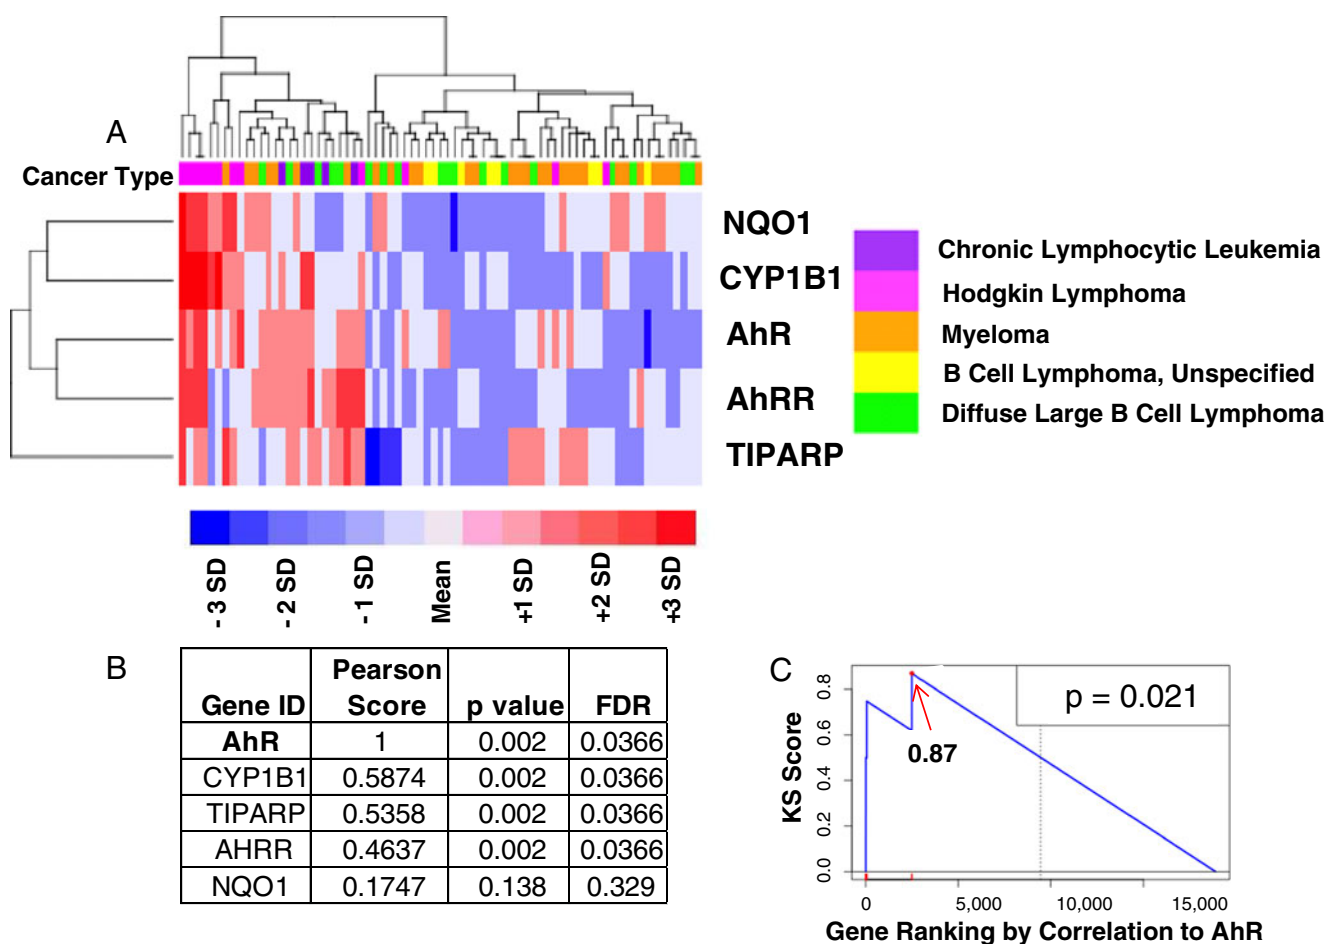 A
Cancer Type
NQO1
CYP1B1
AhR
AhRR
TIPARP
Chronic Lymphocytic Leukemia
Hodgkin Lymphoma
Myeloma
B Cell Lymphoma, Unspecified
Diffuse Large B Cell Lymphoma
- 3 SD
- 2 SD
- 1 SD
Mean
+1 SD
+2 SD
+3 SD
B
Gene ID Pearson Score p value FDR
AhR 1 0.002 0.0366
CYP1B1 0.5874 0.002 0.0366
TIPARP 0.5358 0.002 0.0366
AHRR 0.4637 0.002 0.0366
NQO1 0.1747 0.138 0.329
C
p = 0.021
0.87
KS Score
0.8
0.6
0.4
0.2
0.0
0 5,000 10,000 15,000
Gene Ranking by Correlation to AhR